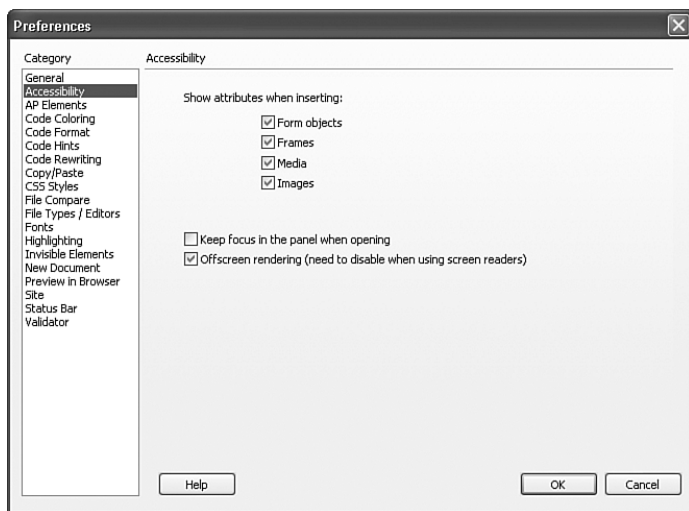 Preferences
Category
Accessibility
General
Accessibility
AP Elements
Code Coloring
Code Format
Code Hints
Code Rewriting
Copy/Paste
CSS Styles
File Compare
File Types / Editors
Fonts
Highlighting
Invisible Elements
New Document
Preview in Browser
Site
Status Bar
Validator
Show attributes when inserting:
Form objects
Frames
Media
Images
Keep focus in the panel when opening
Offscreen rendering (need to disable when using screen readers)
Help
OK
Cancel